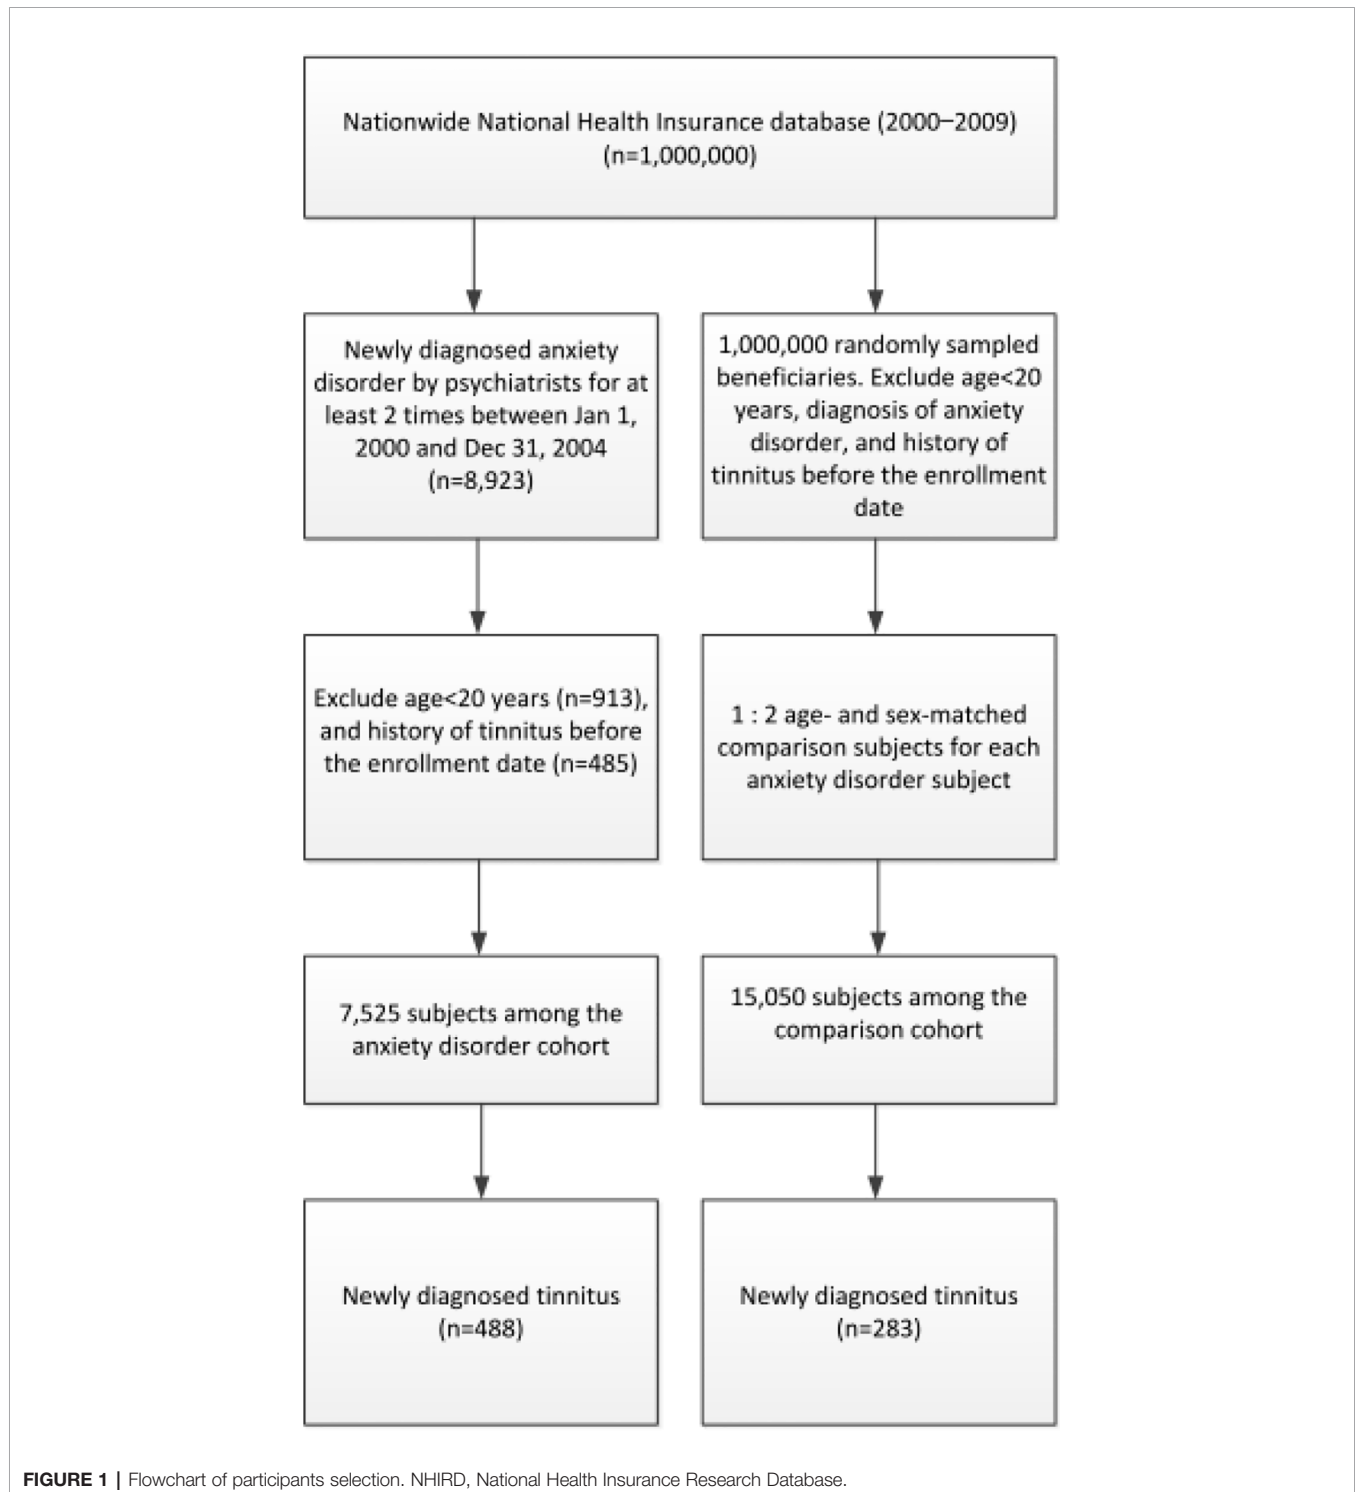 Nationwide National Health Insurance database (2000–2009)
(n=1,000,000)
Newly diagnosed anxiety
disorder by psychiatrists for at
least 2 times between Jan 1,
2000 and Dec 31, 2004
(n=8,923)
1,000,000 randomly sampled
beneficiaries. Exclude age<20
years, diagnosis of anxiety
disorder, and history of
tinnitus before the enrollment
date
Exclude age<20 years (n=913),
and history of tinnitus before
the enrollment date (n=485)
1 : 2 age- and sex-matched
comparison subjects for each
anxiety disorder subject
7,525 subjects among the
anxiety disorder cohort
15,050 subjects among the
comparison cohort
Newly diagnosed tinnitus
(n=488)
Newly diagnosed tinnitus
(n=283)
FIGURE 1 | Flowchart of participants selection. NHIRD, National Health Insurance Research Database.